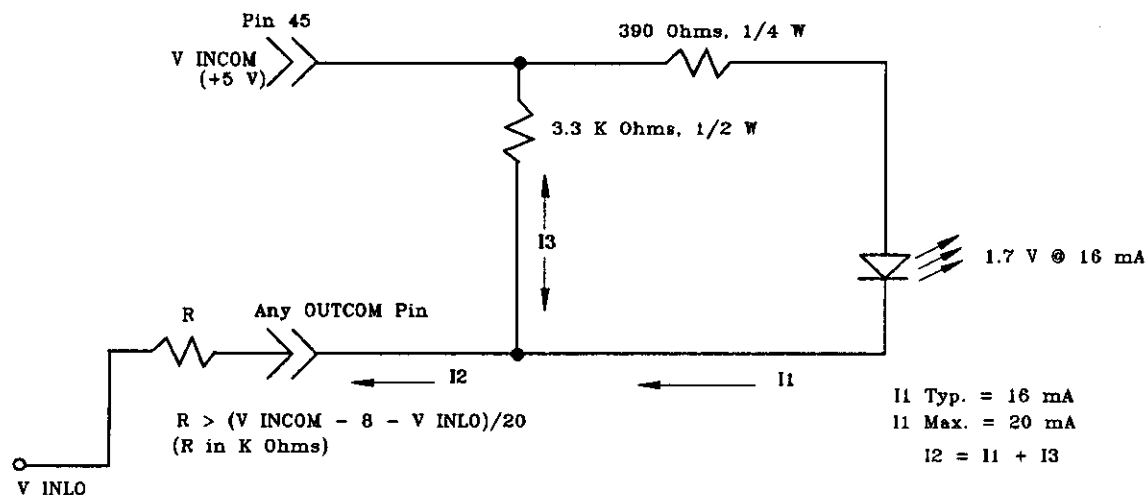 Pin 45
V INCOM
(+5 V)
390 Ohms, 1/4 W
3.3 K Ohms, 1/2 W
I3
1.7 V @ 16 mA
R
Any OUTCOM Pin
I2
I1
R > (V INCOM - 8 - V INLO)/20
(R in K Ohms)
I1 Typ. = 16 mA
I1 Max. = 20 mA
I2 = I1 + I3
V INLO